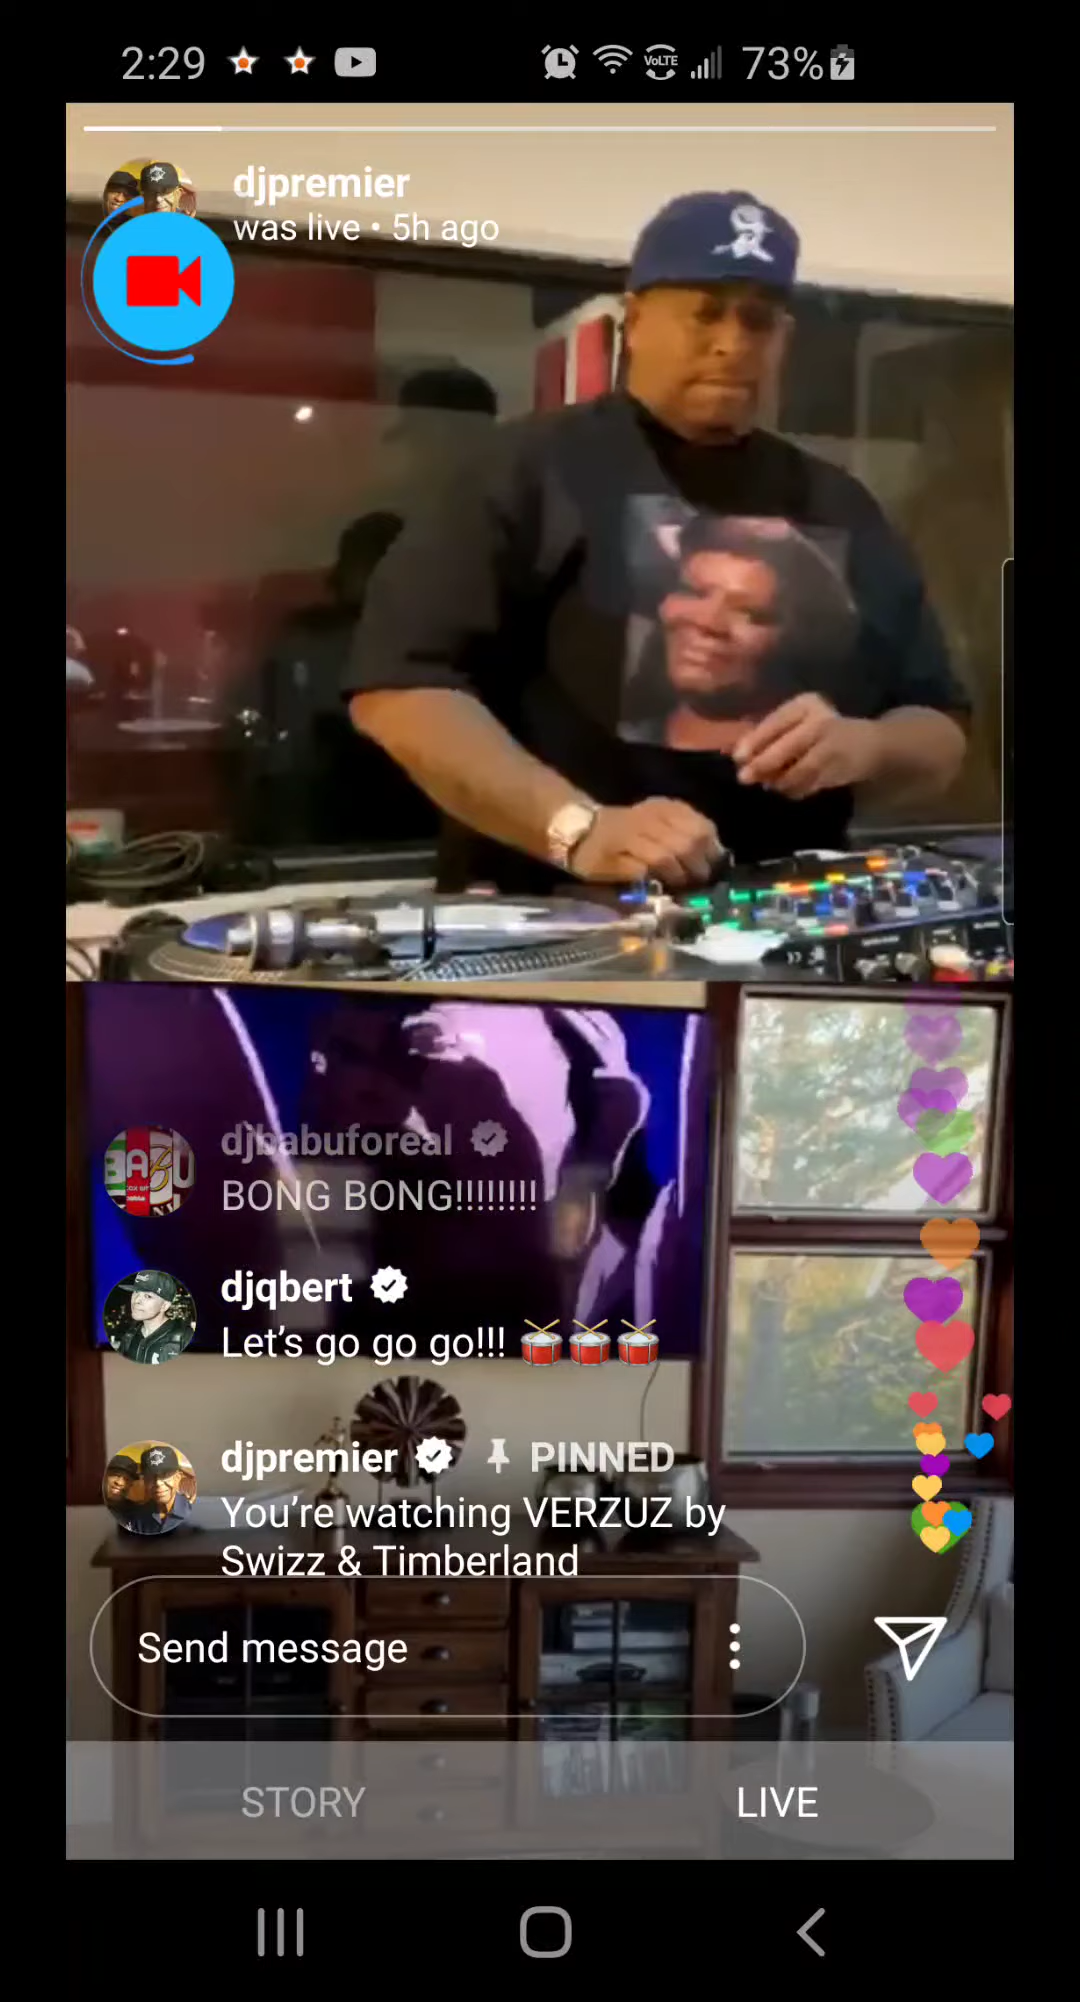 2:29
VoLTE
73%
djpremier
was live • 5h ago
djbabuforeal
BONG BONG!!!!!!!!
djqbert
Let's go go go!!! 🥁🥁🥁
djpremier PINNED
You're watching VERZUZ by
Swizz & Timberland
Send message
STORY
LIVE